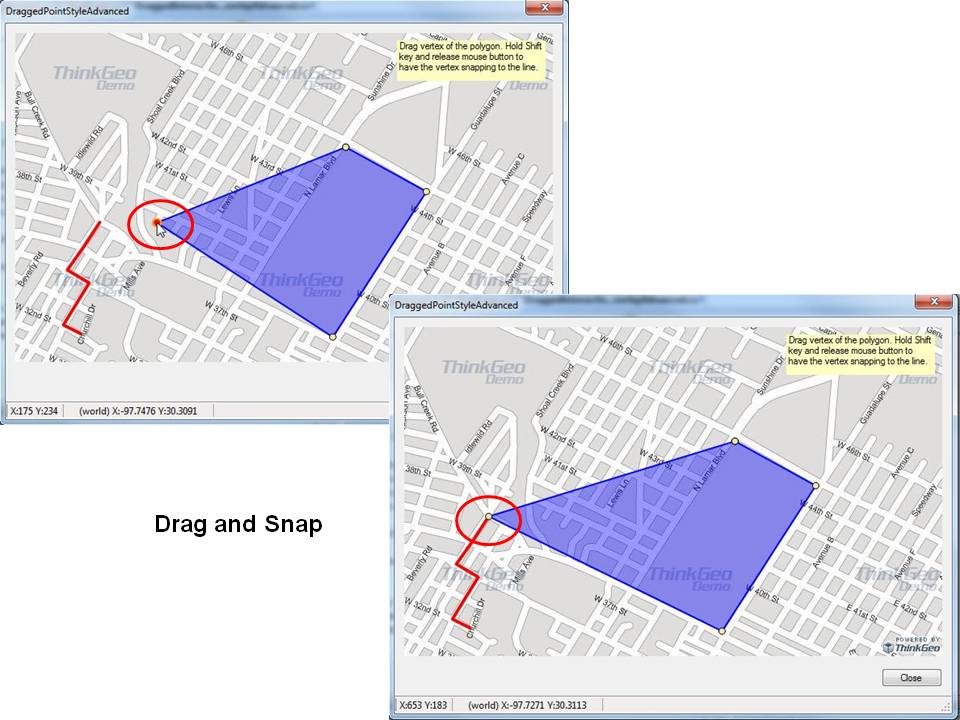 DraggedPointStyleAdvanced
Drag vertex of the polygon. Hold Shift
key and release mouse button to
have the vertex snapping to the line.
ThinkGeo
Demo
ThinkGeo
Demo
W 46th St
Sunshine Dr
Guadalupe St
Shoal Creek Blvd
Bull Creek Rd
Idlewild Rd
W 42nd St
W 41st St
W 43rd St
N Lamar Blvd
W 46th St
Avenue C
Speedway
38th St
W 39th St
Lewis Ln
W 44th St
Avenue B
Avenue F
Beverly Rd
Mills Ave
ThinkGeo
Demo
ThinkGeo
Demo
W 40th St
W 32nd St
Churchill Dr
W 37th St
X:175 Y:234
(world) X:-97.7476 Y:30.3091
DraggedPointStyleAdvanced
Drag vertex of the polygon. Hold Shift
key and release mouse button to
have the vertex snapping to the line.
ThinkGeo
Demo
ThinkGeo
Demo
W 46th St
Sunshine Dr
Guadalupe St
Shoal Creek Blvd
Bull Creek Rd
Idlewild Rd
W 42nd St
W 41st St
W 43rd St
N Lamar Blvd
W 46th St
Avenue C
Speedway
38th St
W 39th St
Lewis Ln
W 44th St
Avenue B
Avenue F
Beverly Rd
Mills Ave
ThinkGeo
Demo
ThinkGeo
Demo
W 40th St
W 32nd St
Churchill Dr
W 37th St
E 41st St
E 42nd St
POWERED BY
ThinkGeo
Close
X:653 Y:183
(world) X:-97.7271 Y:30.3113
Drag and Snap